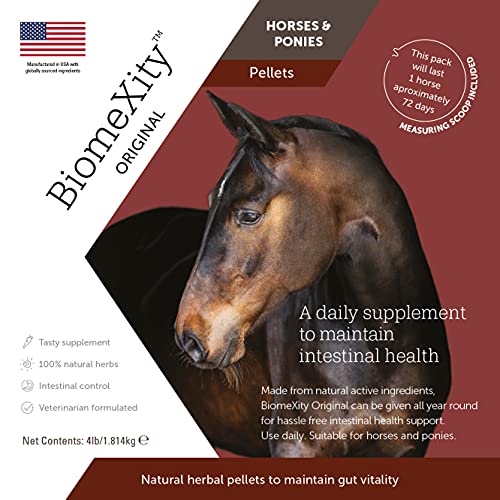 Manufactured in USA with
globally sourced ingredients
BiomeXity™
ORIGINAL
HORSES &
PONIES
Pellets
This pack
will last
1 horse
aproximately
72 days
MEASURING SCOOP INCLUDED
A daily supplement
to maintain
intestinal health
Tasty supplement
100% natural herbs
Intestinal control
Veterinarian formulated
Made from natural active ingredients,
BiomeXity Original can be given all year round
for hassle free intestinal health support.
Use daily. Suitable for horses and ponies.
Net Contents: 4lb/1.814kg ℮
Natural herbal pellets to maintain gut vitality